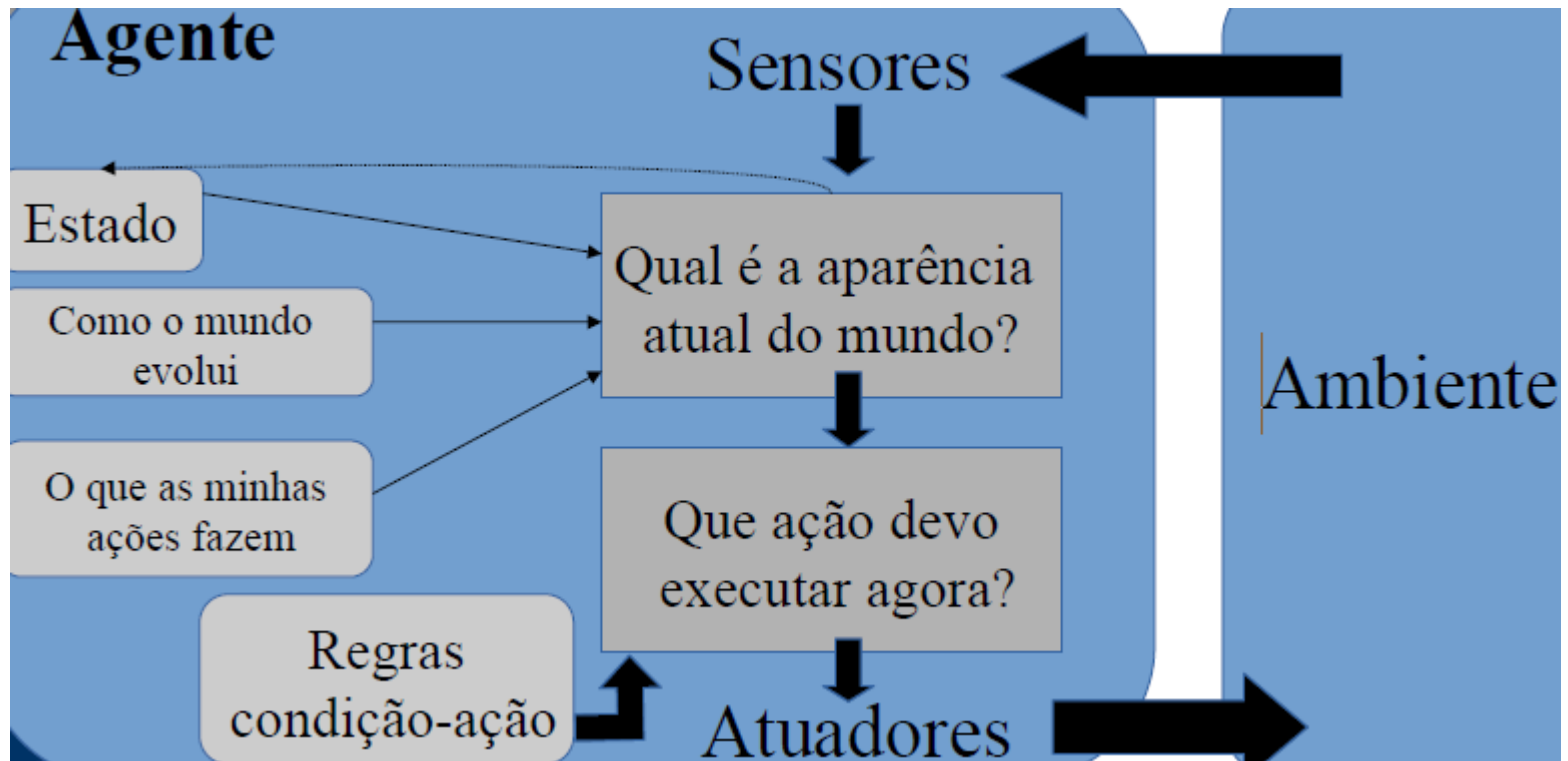 Agente
Sensores
Estado
Qual é a aparência
atual do mundo?
Como o mundo
evolui
Ambiente
O que as minhas
ações fazem
Que ação devo
executar agora?
Regras
condição-ação
Atuadores